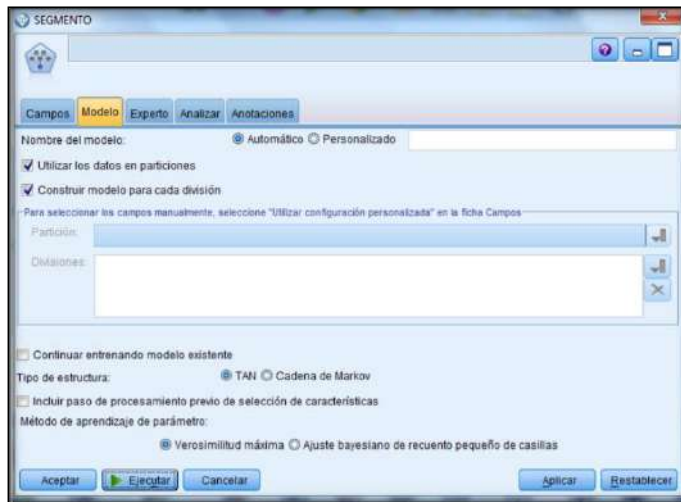 SEGMENTO
Campos Modelo Experto Analizar Anotaciones
Nombre del modelo: Automático Personalizado
Utilizar los datos en particiones
Construir modelo para cada división
Para seleccionar los campos manualmente, seleccione "Utilizar configuración personalizada" en la ficha Campos
Partición:
Divisiones:
Continuar entrenando modelo existente
Tipo de estructura: TAN Cadena de Markov
Incluir paso de procesamiento previo de selección de características
Método de aprendizaje de parámetro:
Verosimilitud máxima Ajuste bayesiano de recuento pequeño de casillas
Aceptar Ejecutar Cancelar Aplicar Restablecer